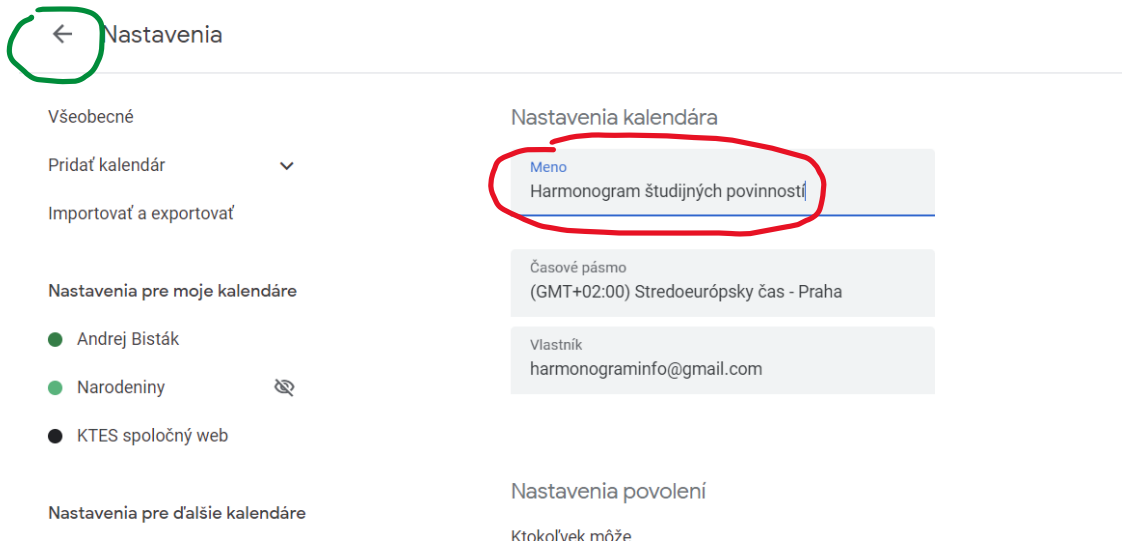 Nastavenia
Všeobecné
Pridať kalendár
Importovať a exportovať
Nastavenia pre moje kalendáre
Andrej Bisták
Narodeniny
KTES spoločný web
Nastavenia pre ďalšie kalendáre
Nastavenia kalendára
Meno
Harmonogram študijných povinností
Časové pásmo
(GMT+02:00) Stredoeurópsky čas - Praha
Vlastník
harmonograminfo@gmail.com
Nastavenia povolení
Ktokoľvek môže